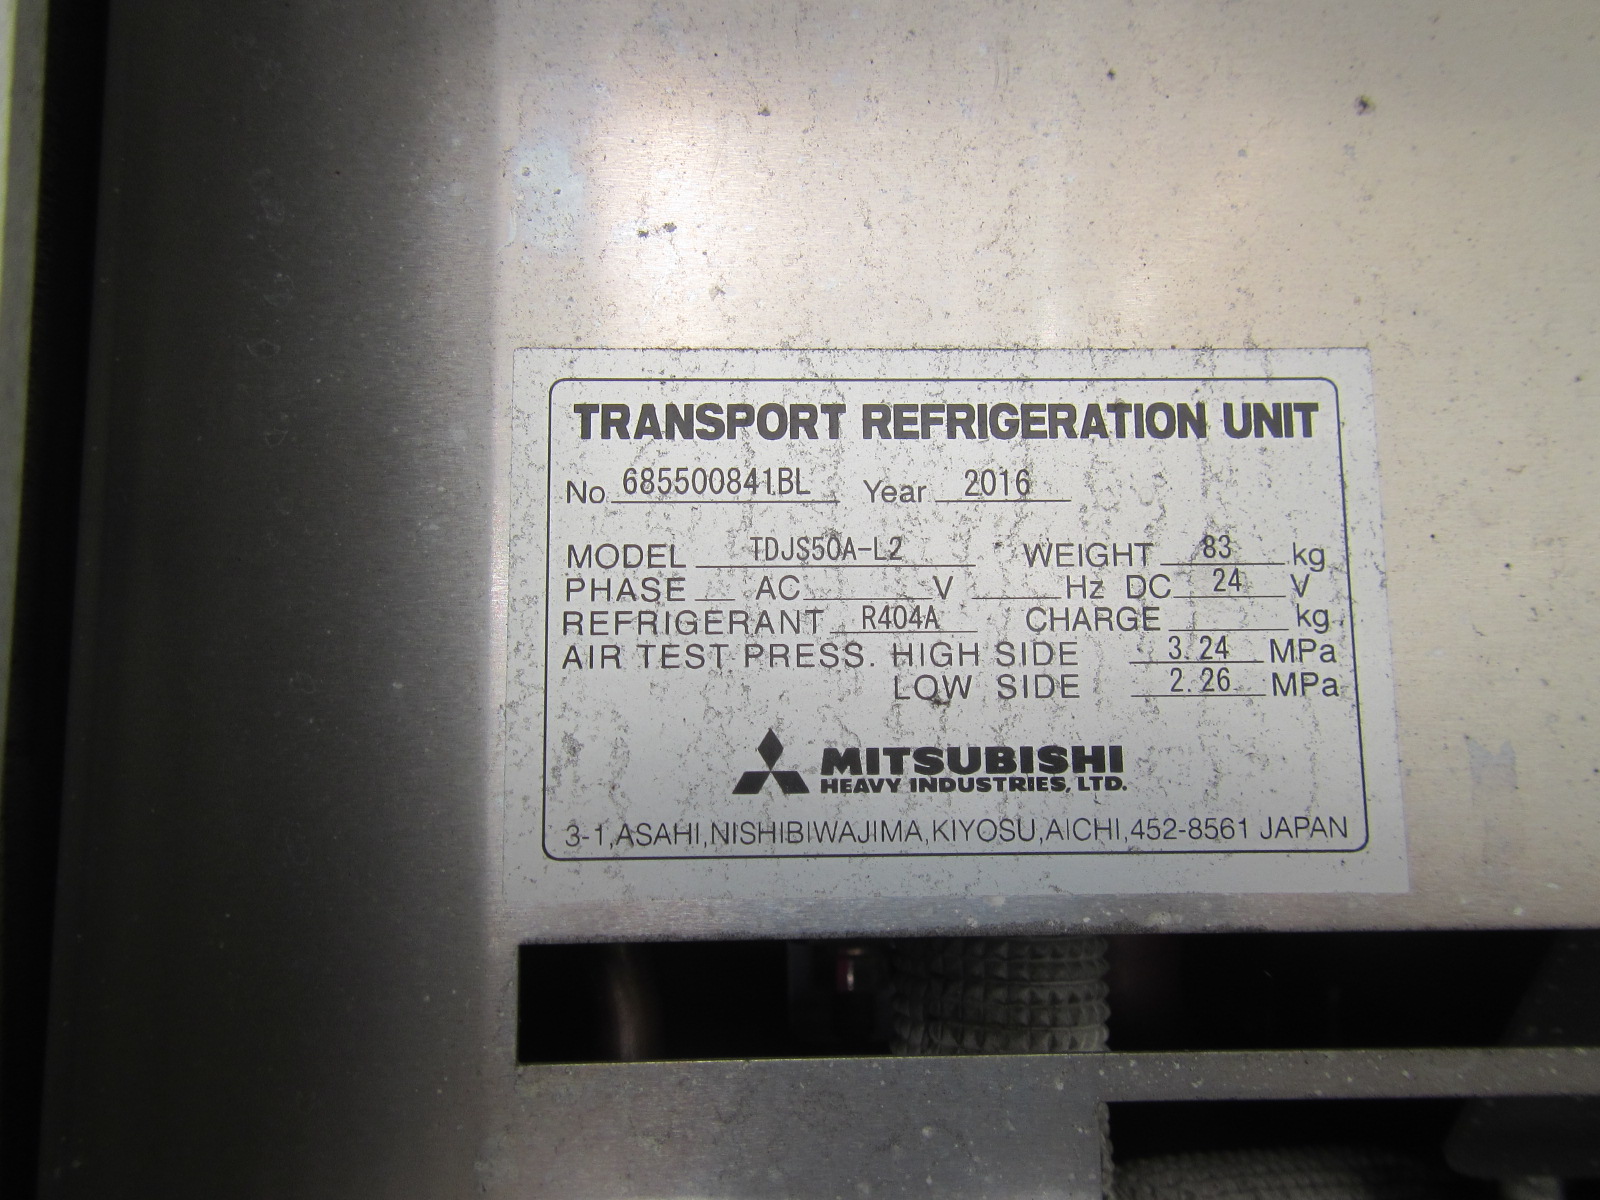 TRANSPORT REFRIGERATION UNIT
No 685500841BL Year 2016
MODEL TDJS50A-L2 WEIGHT 83 kg
PHASE AC V Hz DC 24 V
REFRIGERANT R404A CHARGE kg
AIR TEST PRESS. HIGH SIDE 3.24 MPa
LOW SIDE 2.26 MPa
MITSUBISHI
HEAVY INDUSTRIES, LTD.
3-1, ASAHI, NISHIBIWAJIMA, KIYOSU, AICHI, 452-8561 JAPAN